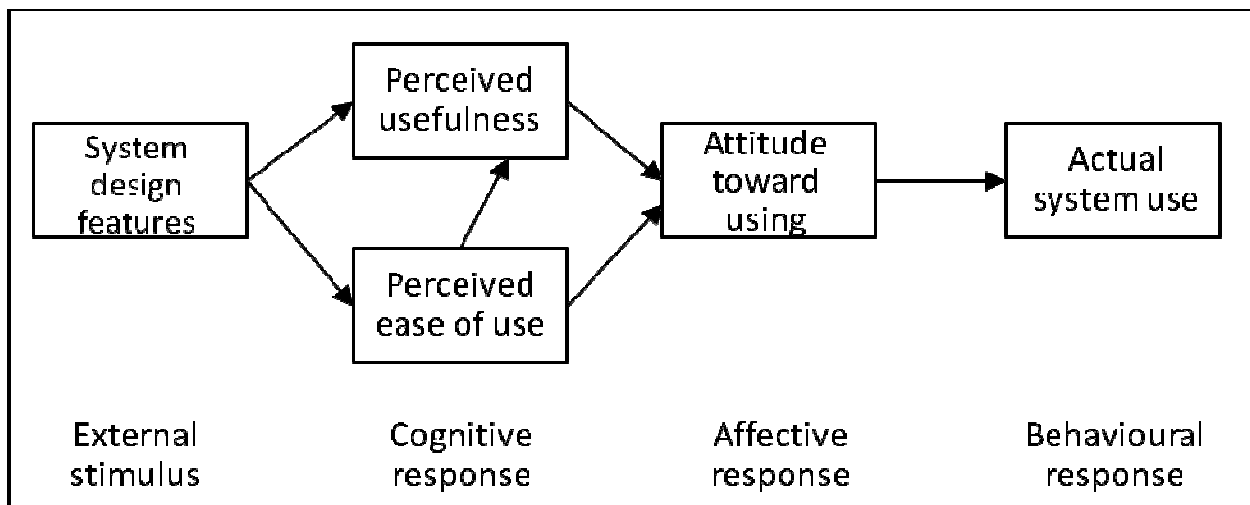 System
design
features
Perceived
usefulness
Perceived
ease of use
Attitude
toward
using
Actual
system use
External
stimulus
Cognitive
response
Affective
response
Behavioural
response